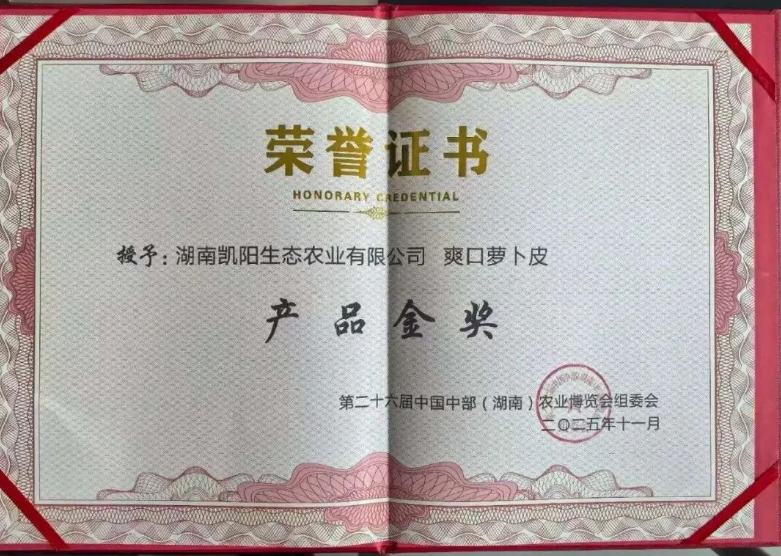 荣誉证书
HONORARY CREDENTIAL
授予：湖南凯阳生态农业有限公司 爽口萝卜皮
产品金奖
第二十六届中国中部（湖南）农业博览会组委会
二〇二五年十一月